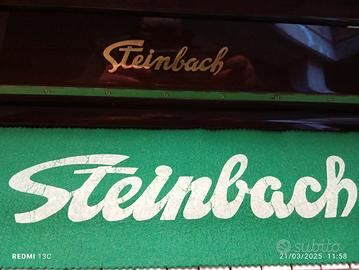 Steinbach
Steinbach
REDMI 13C
21/03/2025 11:58
subito